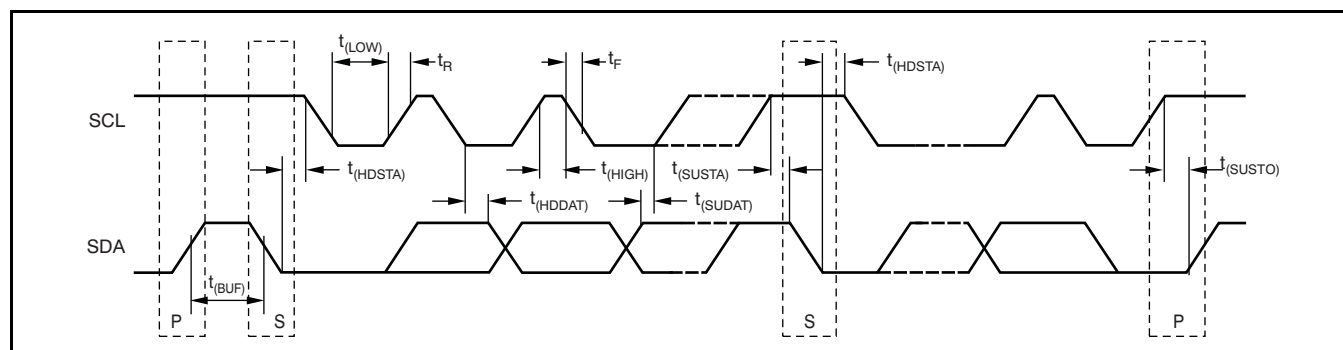 t(LOW)
tR
tF
t(HDSTA)
SCL
t(HDSTA)
t(HIGH)
t(SUSTA)
t(SUSTO)
t(HDDAT)
t(SUDAT)
SDA
t(BUF)
P
S
S
P